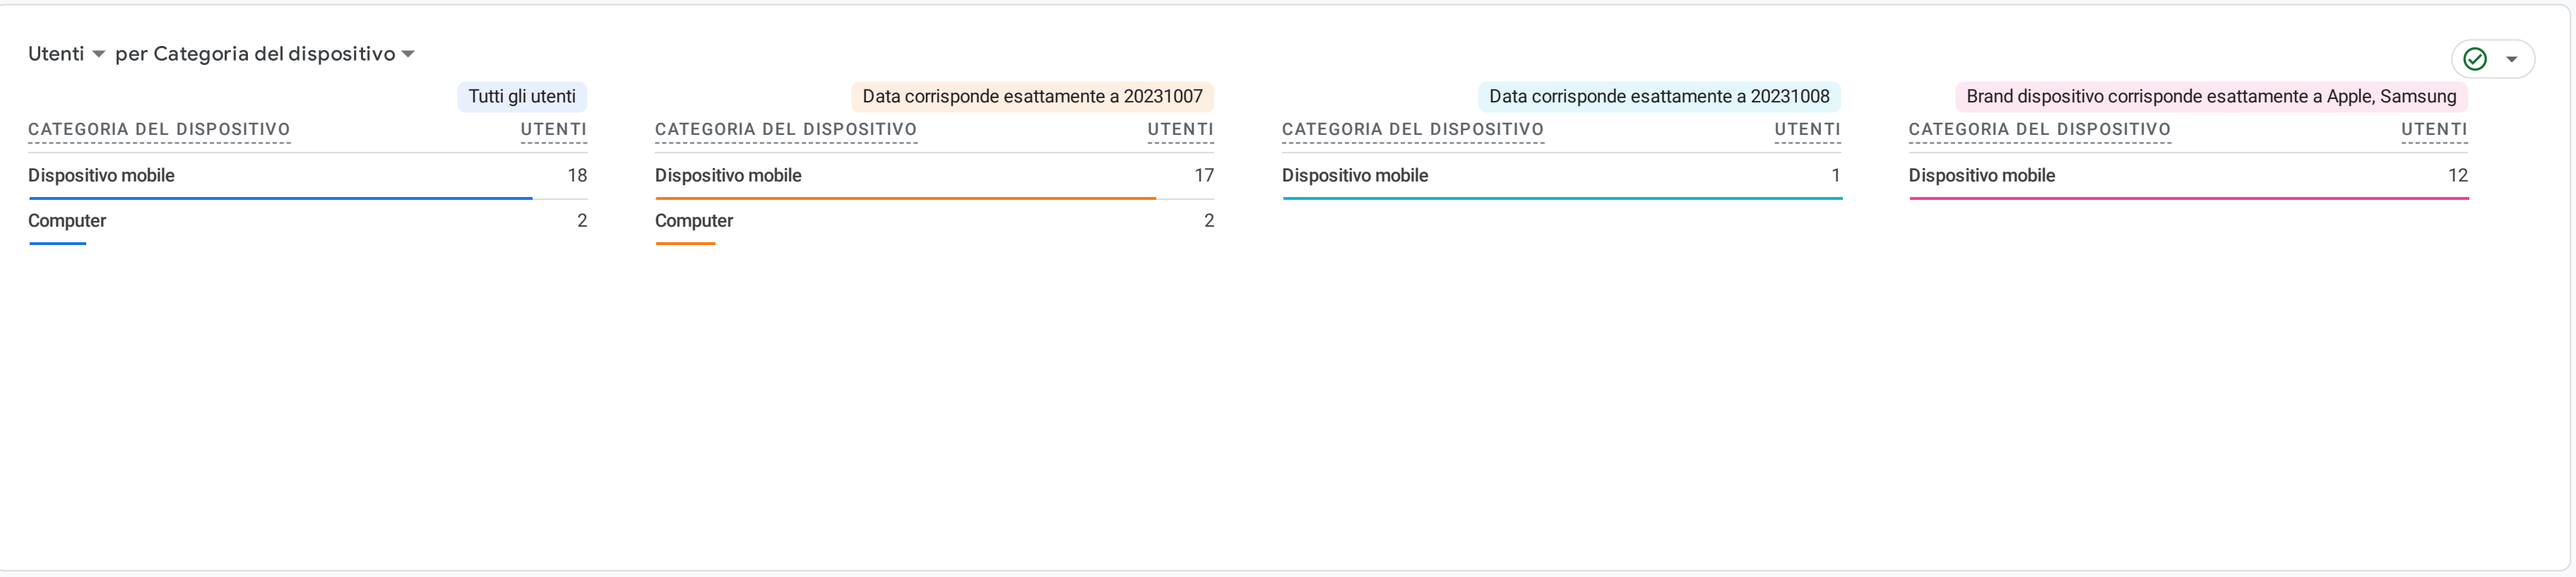 Utenti per Categoria del dispositivo
Tutti gli utenti
CATEGORIA DEL DISPOSITIVO UTENTI
Dispositivo mobile 18
Computer 2
Data corrisponde esattamente a 20231007
CATEGORIA DEL DISPOSITIVO UTENTI
Dispositivo mobile 17
Computer 2
Data corrisponde esattamente a 20231008
CATEGORIA DEL DISPOSITIVO UTENTI
Dispositivo mobile 1
Brand dispositivo corrisponde esattamente a Apple, Samsung
CATEGORIA DEL DISPOSITIVO UTENTI
Dispositivo mobile 12